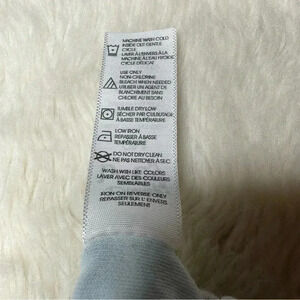 MACHINE WASH COLD
INSIDE OUT GENTLE
CYCLE
LAVER À L'ENVERS À LA
MACHINE À L'EAU FROIDE
CYCLE DÉLICAT
USE ONLY
NON-CHLORINE
BLEACH WHEN NEEDED
UTILISER UN AGENT DE
BLANCHIMENT SANS
CHLORE AU BESOIN
TUMBLE DRY LOW
SÉCHER PAR CULBUTAGE
À BASSE TEMPÉRATURE
LOW IRON
REPASSER À BASSE
TEMPÉRATURE
DO NOT DRY CLEAN
NE PAS NETTOYER À SEC
WASH WITH LIKE COLORS
LAVER AVEC DES COULEURS
SEMBLABLES
IRON ON REVERSE ONLY
REPASSER SUR L' ENVERS
SEULEMENT